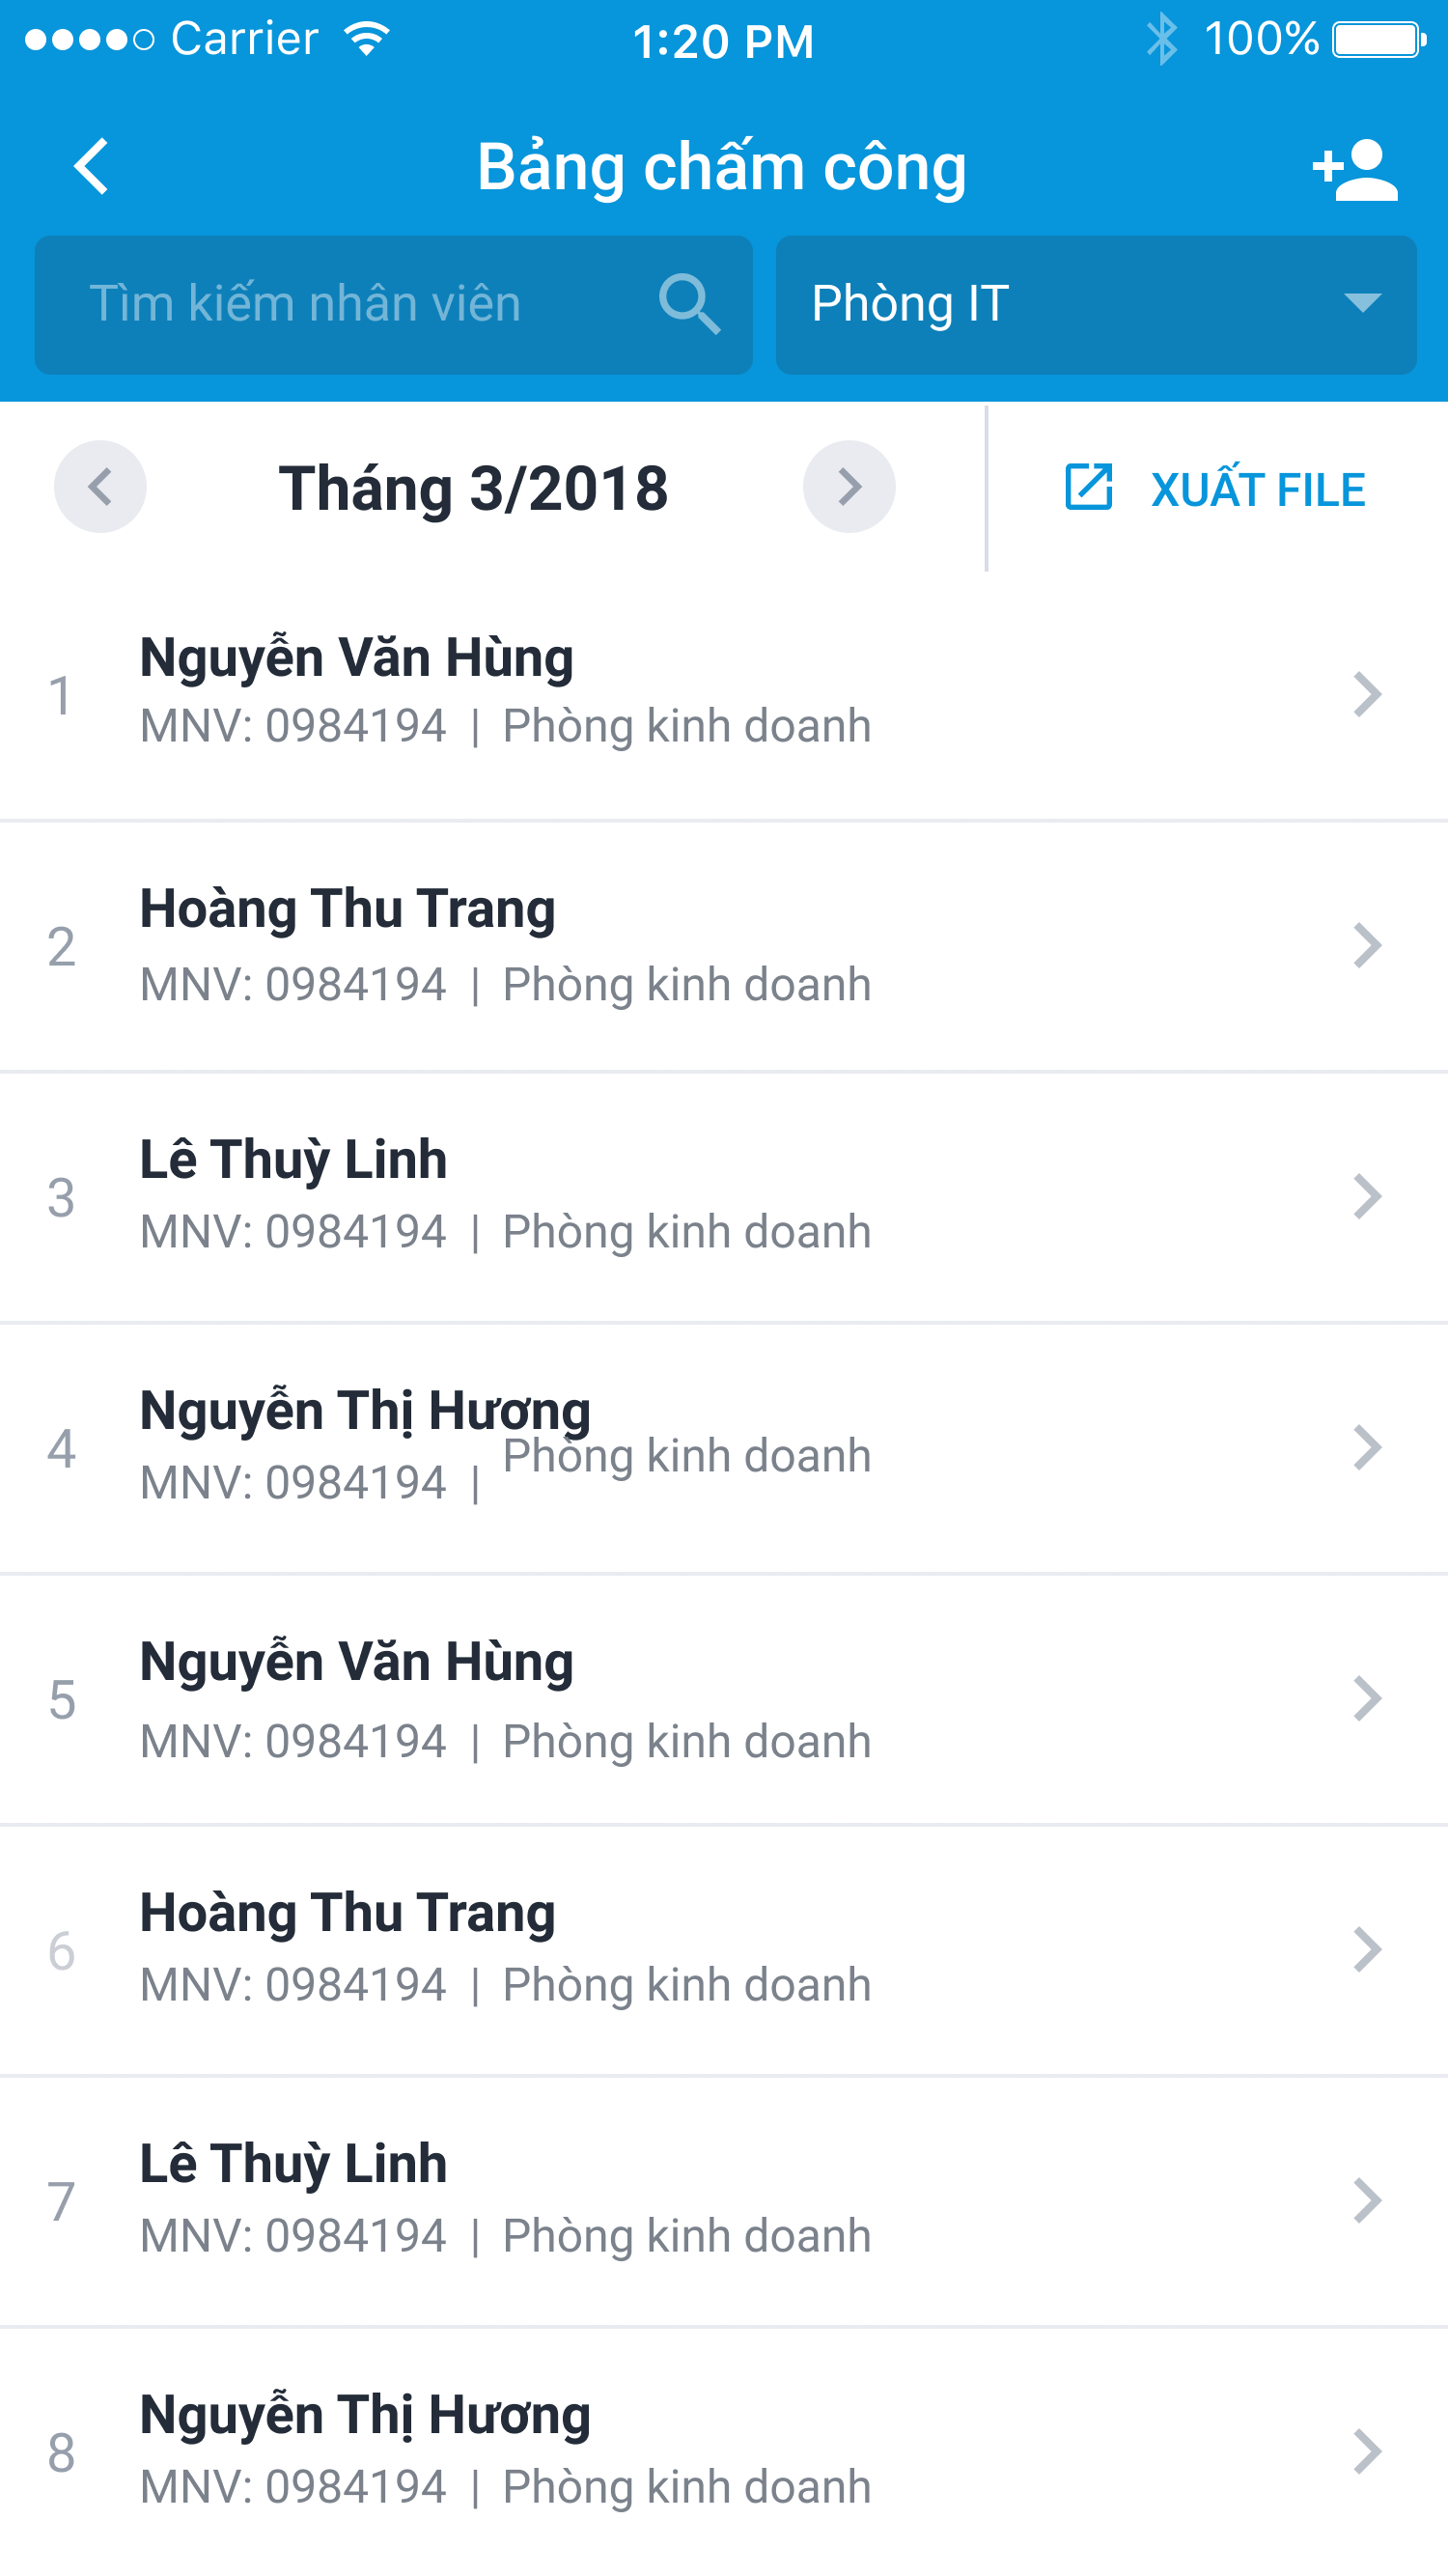 Carrier 1:20 PM 100%
Bảng chấm công
Tìm kiếm nhân viên Phòng IT
Tháng 3/2018 XUẤT FILE
Nguyễn Văn Hùng
1
MNV: 0984194 | Phòng kinh doanh
Hoàng Thu Trang
2
MNV: 0984194 | Phòng kinh doanh
Lê Thuỳ Linh
3
MNV: 0984194 | Phòng kinh doanh
Nguyễn Thị Hương
4
MNV: 0984194 | Phòng kinh doanh
Nguyễn Văn Hùng
5
MNV: 0984194 | Phòng kinh doanh
Hoàng Thu Trang
6
MNV: 0984194 | Phòng kinh doanh
Lê Thuỳ Linh
7
MNV: 0984194 | Phòng kinh doanh
Nguyễn Thị Hương
8
MNV: 0984194 | Phòng kinh doanh